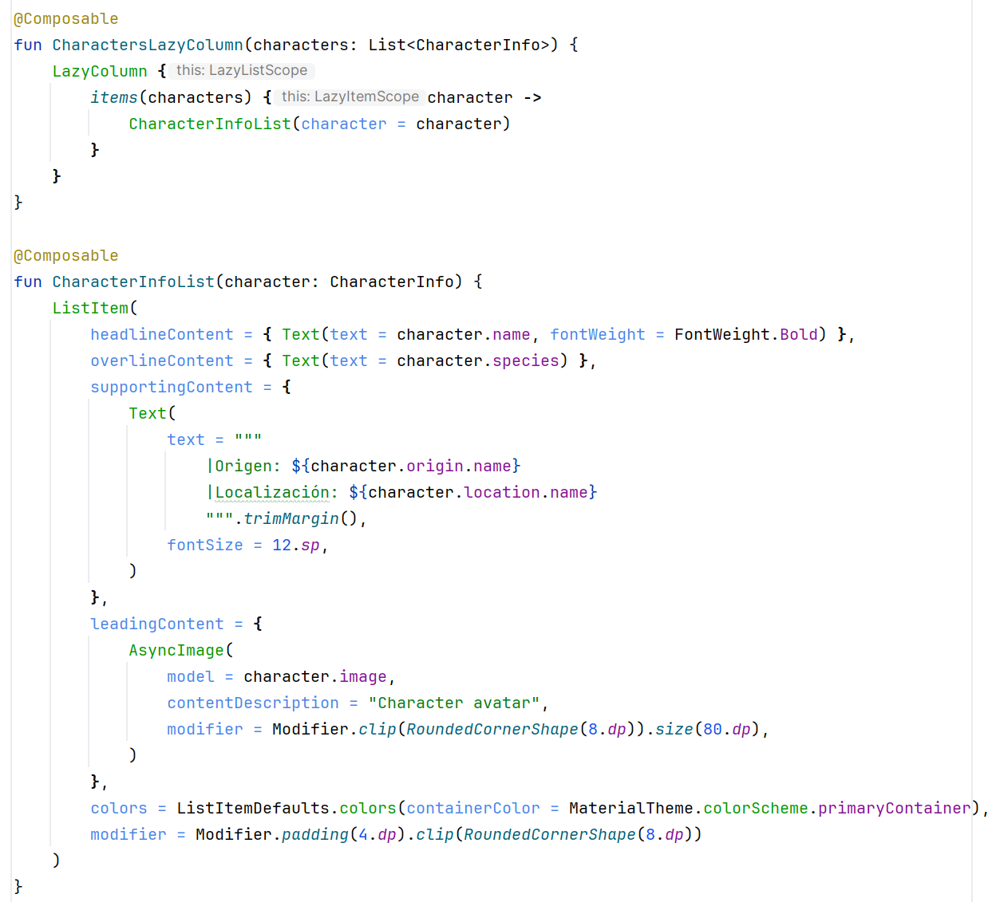 @Composable
fun CharactersLazyColumn(characters: List<CharacterInfo>) {
    LazyColumn { this: LazyListScope
        items(characters) { this: LazyItemScope character ->
            CharacterInfoList(character = character)
        }
    }
}

@Composable
fun CharacterInfoList(character: CharacterInfo) {
    ListItem(
        headlineContent = { Text(text = character.name, fontWeight = FontWeight.Bold) },
        overlineContent = { Text(text = character.species) },
        supportingContent = {
            Text(
                text = """
                    |Origen: ${character.origin.name}
                    |Localización: ${character.location.name}
                    """.trimMargin(),
                fontSize = 12.sp,
            )
        },
        leadingContent = {
            AsyncImage(
                model = character.image,
                contentDescription = "Character avatar",
                modifier = Modifier.clip(RoundedCornerShape(8.dp)).size(80.dp),
            )
        },
        colors = ListItemDefaults.colors(containerColor = MaterialTheme.colorScheme.primaryContainer),
        modifier = Modifier.padding(4.dp).clip(RoundedCornerShape(8.dp))
    )
}